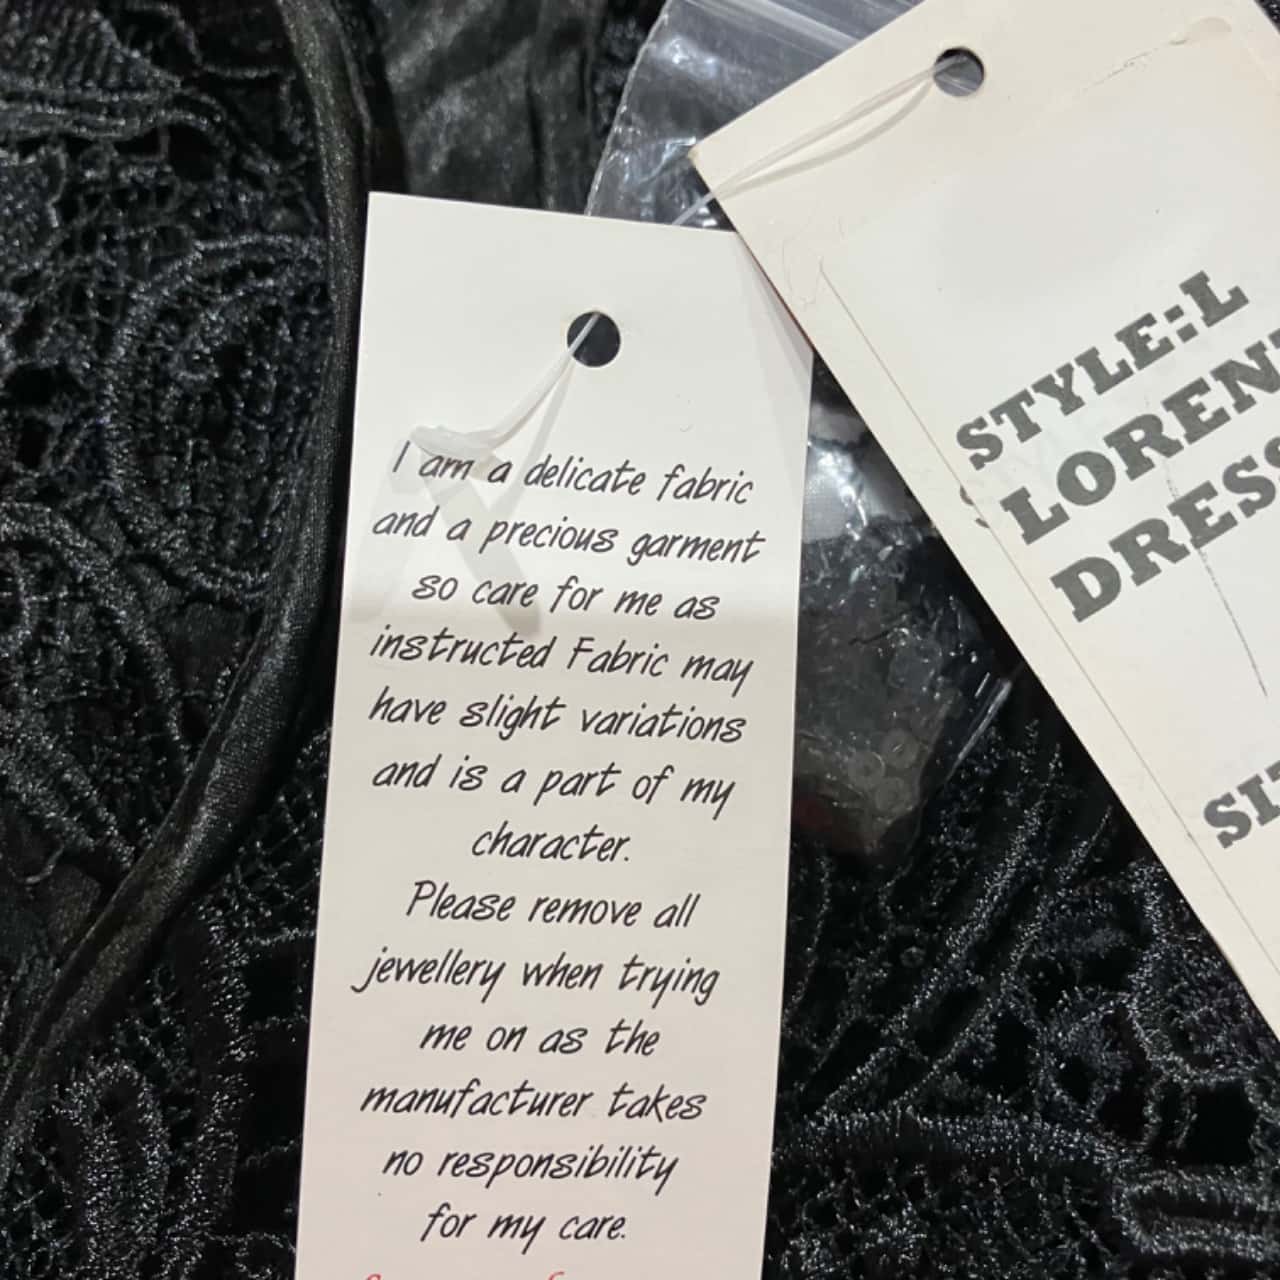 I am a delicate fabric
and a precious garment
so care for me as
instructed Fabric may
have slight variations
and is a part of my
character.
Please remove all
jewellery when trying
me on as the
manufacturer takes
no responsibility
for my care.
STYLE:L
LOREN
DRESS